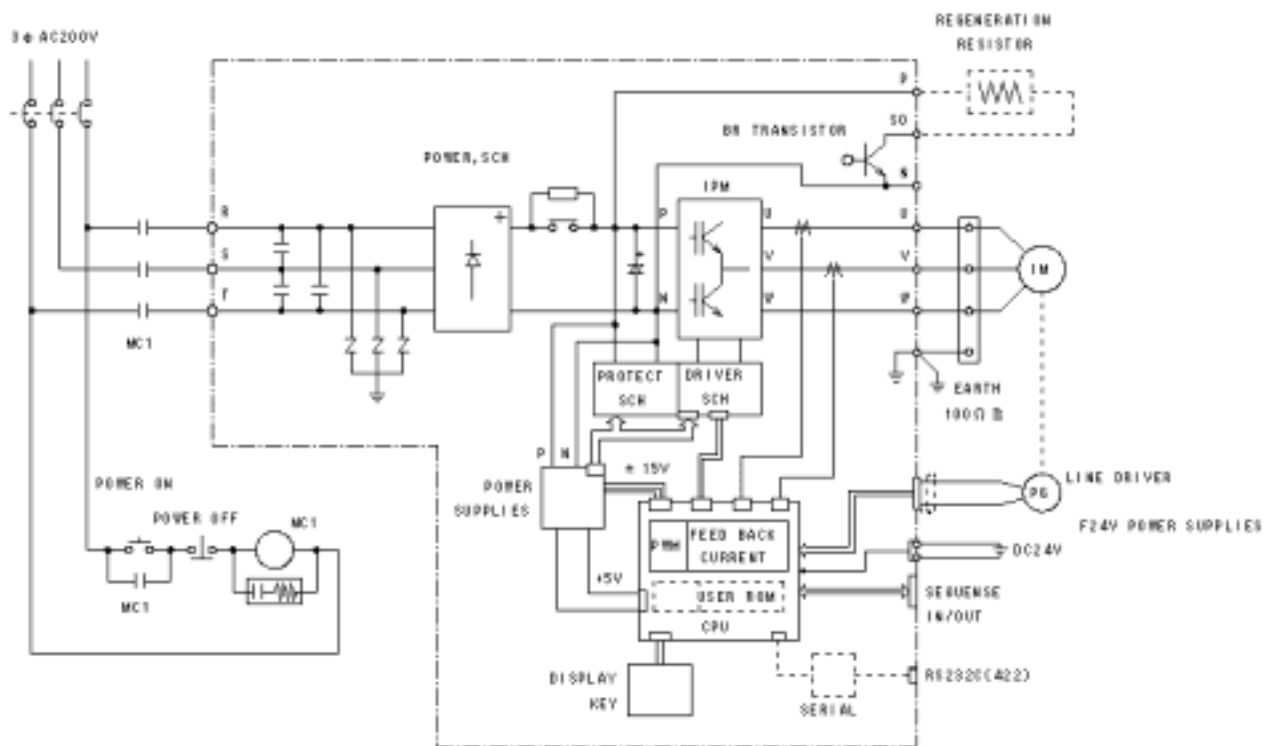 REGENERATION
RESISTOR
3φ AC200V
P
SO
BR TRANSISTOR
POWER,SCH
N
IPM
R
P
U
U
S
V
V
IM
T
N
W
W
MC1
PROTECT
SCH
DRIVER
SCH
EARTH
100Ω
P N
± 15V
POWER
SUPPLIES
LINE DRIVER
PG
F24V POWER SUPPLIES
POWER ON
POWER OFF
MC1
MC1
PWM
FEED BACK
CURRENT
DC24V
+5V
USER ROM
CPU
SEQUENSE
IN/OUT
DISPLAY
KEY
SERIAL
RS232C(422)